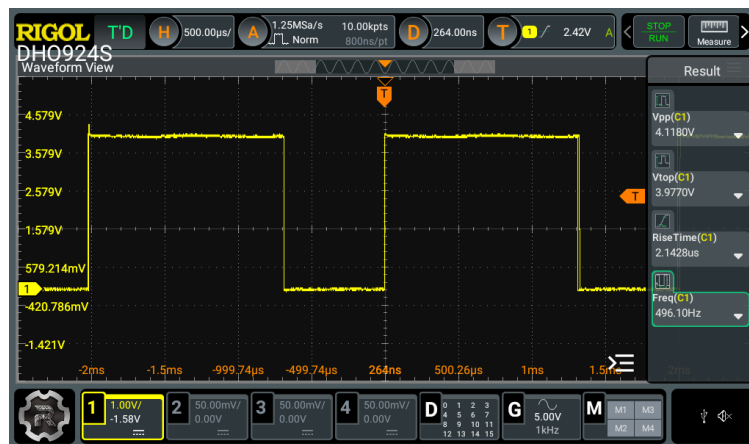 RIGOL T'D H 500.00μs/ A 1.25MSa/s Norm 10.00kpts 800ns/pt D 264.00ns T 1 2.42V A < STOP RUN Measure >
DHO924S
Waveform View
T
4.579V
3.579V
2.579V
T
1.579V
579.214mV
1
-420.786mV
-1.421V
-2ms -1.5ms -999.74μs -499.74μs 264ns 500.26μs 1ms 1.5ms 2ms
Result
Vpp(C1)
4.1180V
Vtop(C1)
3.9770V
RiseTime(C1)
2.1428us
Freq(C1)
496.10Hz
R
1 1.00V/ -1.58V
2 50.00mV/ 0.00V
3 50.00mV/ 0.00V
4 50.00mV/ 0.00V
D 0 1 2 3
4 5 6 7
8 9 10 11
12 13 14 15
G 5.00V 1kHz
M M1 M3
M2 M4